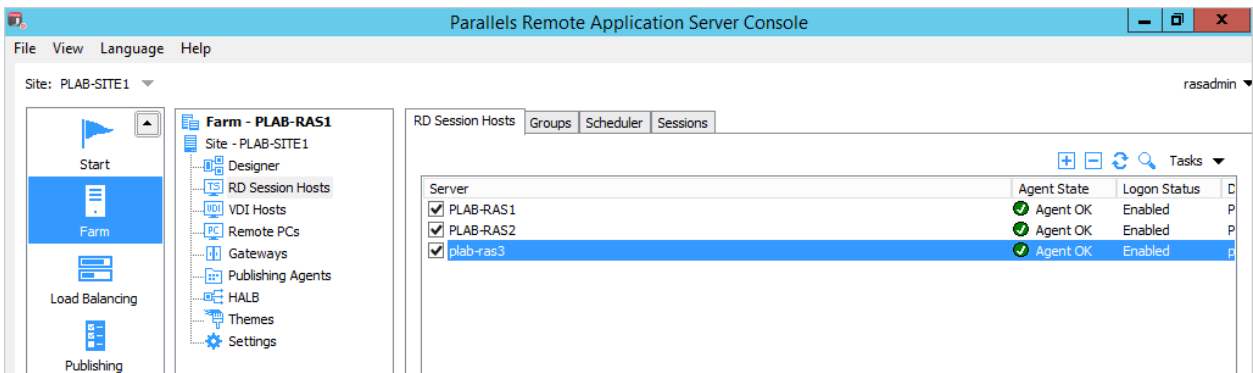 Parallels Remote Application Server Console
File View Language Help
Site: PLAB-SITE1
rasadmin
Start
Farm
Load Balancing
Publishing
Farm - PLAB-RAS1
Site - PLAB-SITE1
Designer
TS RD Session Hosts
VDI VDI Hosts
PC Remote PCs
Gateways
Publishing Agents
HALB
Themes
Settings
RD Session Hosts Groups Scheduler Sessions
Tasks
Server Agent State Logon Status D
PLAB-RAS1 Agent OK Enabled P
PLAB-RAS2 Agent OK Enabled P
plab-ras3 Agent OK Enabled p